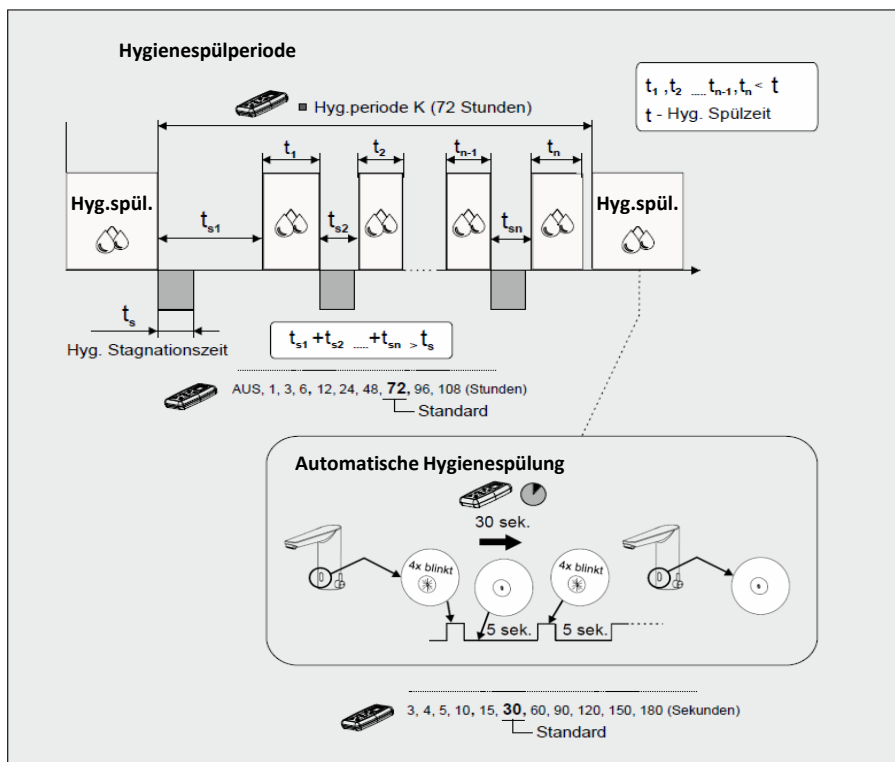 Hygienespülperiode
t1 ,t2 ..... tn-1,tn < t
t - Hyg. Spülzeit
Hyg.periode K (72 Stunden)
t1
t2
tn-1
tn
Hyg.spül.
ts1
ts2
tsn
Hyg.spül.
ts
Hyg. Stagnationszeit
ts1 +ts2 ..... +tsn > ts
AUS, 1, 3, 6, 12, 24, 48, 72, 96, 108 (Stunden)
Standard
Automatische Hygienespülung
30 sek.
4x blinkt
4x blinkt
5 sek.
5 sek.
3, 4, 5, 10, 15, 30, 60, 90, 120, 150, 180 (Sekunden)
Standard